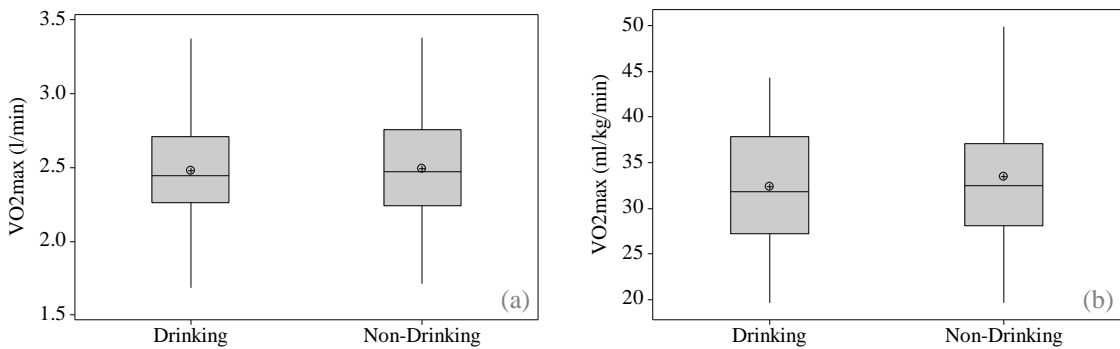 VO2max (l/min)
3.5
3.0
2.5
2.0
1.5
Drinking
Non-Drinking
(a)
VO2max (ml/kg/min)
50
45
40
35
30
25
20
Drinking
Non-Drinking
(b)